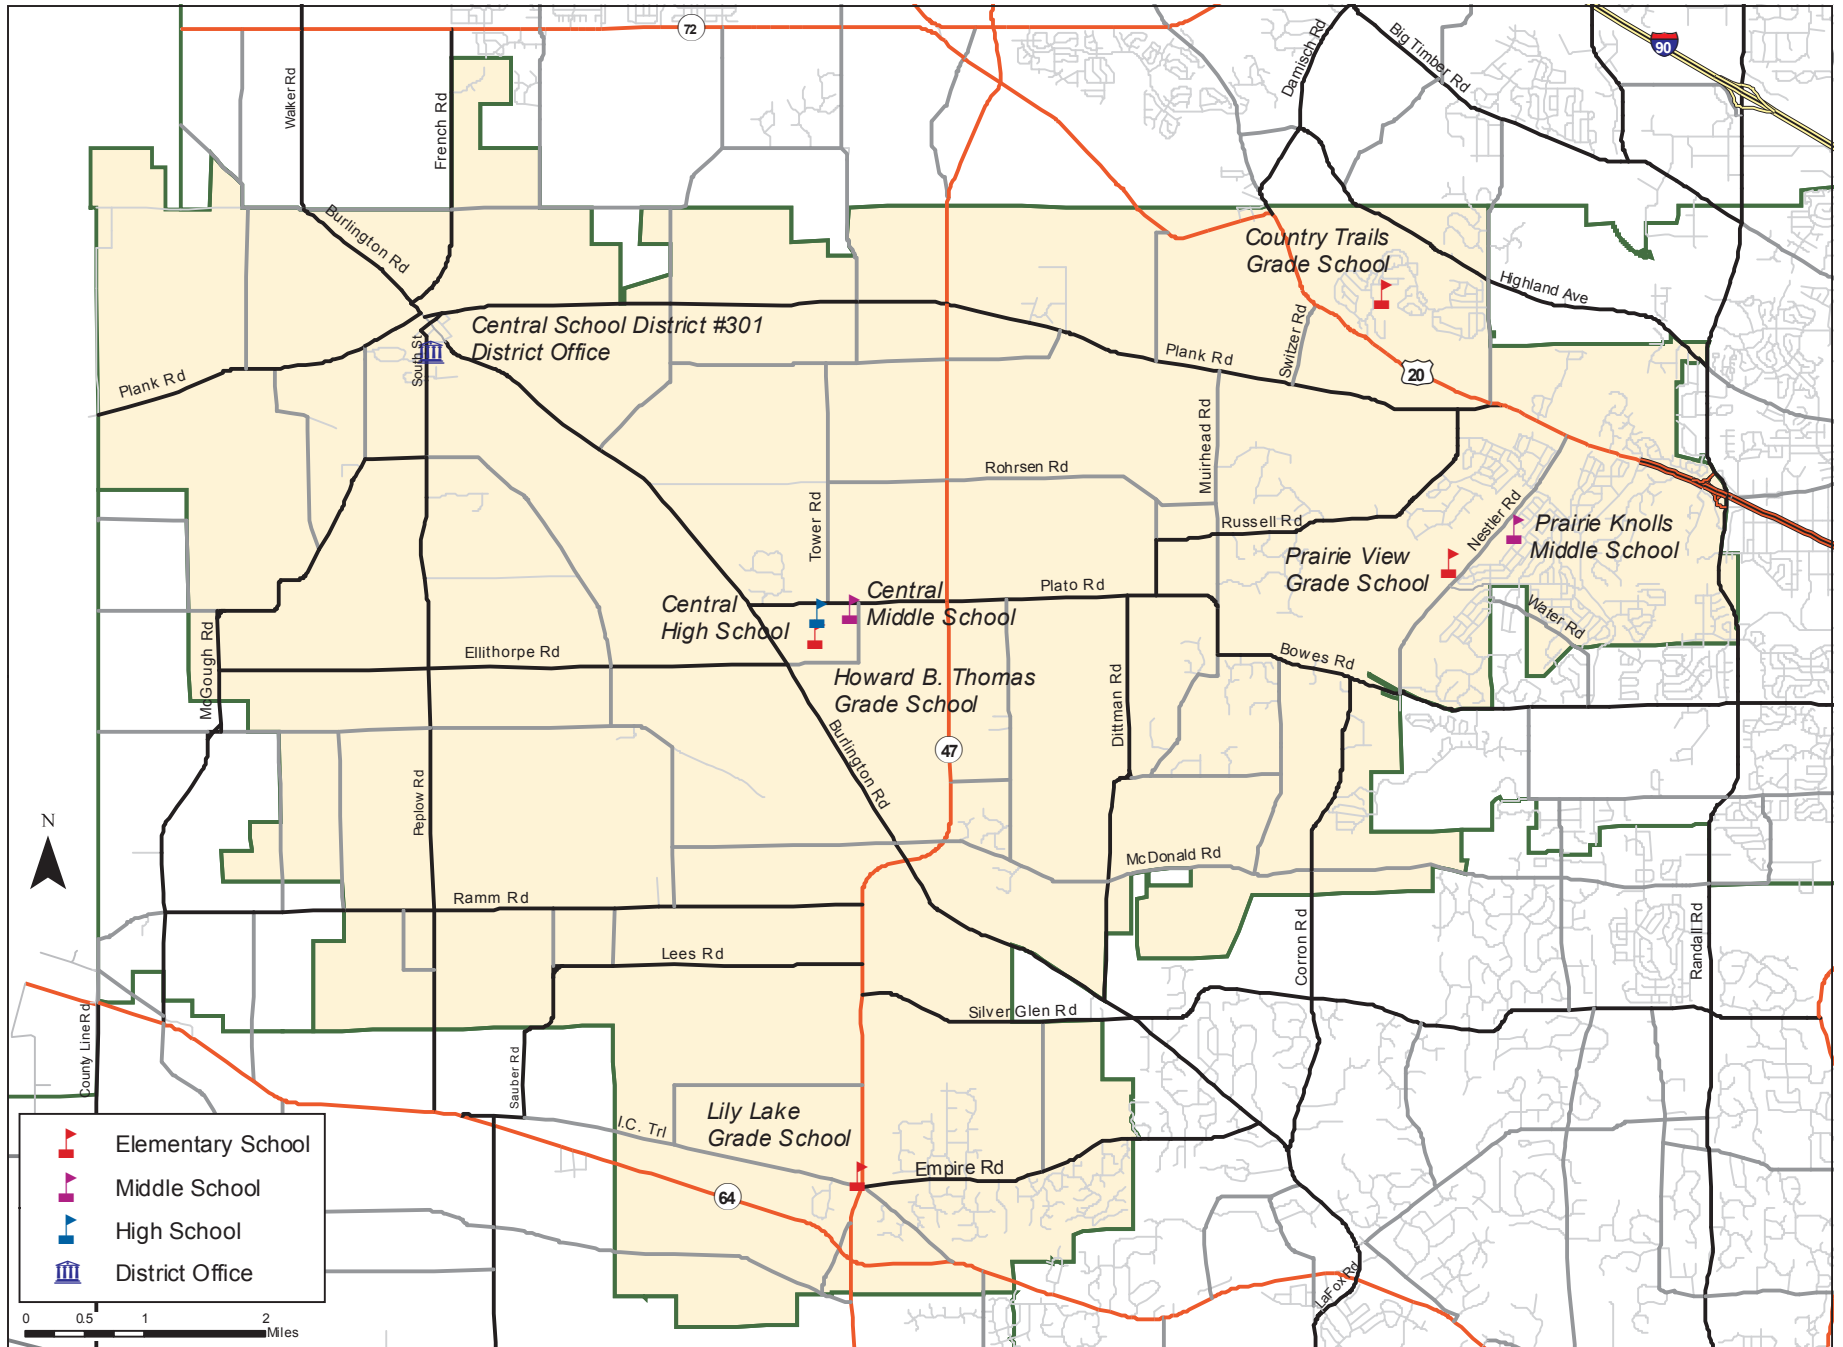 72
90
Walker Rd
French Rd
Damisch Rd
Big Timber Rd
Burlington Rd
Country Trails
Grade School
Highland Ave
Central School District #301
District Office
South St
Plank Rd
Plank Rd
Switzer Rd
20
Muirhead Rd
Rohrsen Rd
Tower Rd
Russell Rd
Nestler Rd
Prairie Knolls
Middle School
Prairie View
Grade School
Plato Rd
Central
High School
Central
Middle School
Water Rd
McGough Rd
Ellithorpe Rd
Bowes Rd
Howard B. Thomas
Grade School
Dittman Rd
Burlington Rd
47
Peplow Rd
N
McDonald Rd
Ramm Rd
Corron Rd
Randall Rd
Lees Rd
Silver Glen Rd
County Line Rd
Sauber Rd
I.C. Trl
Lily Lake
Grade School
Empire Rd
64
LaFox Rd
Elementary School
Middle School
High School
District Office
0 0.5 1 2
Miles